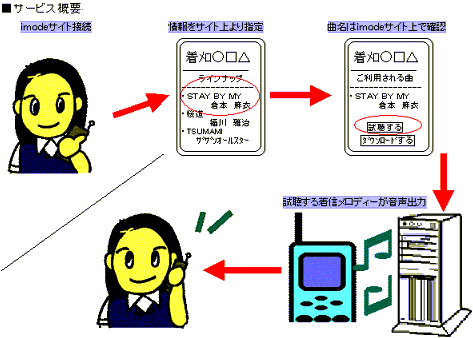 ■サービス概要
imodeサイト接続
情報をサイト上より指定
曲名はimodeサイト上で確認
着メロ○□△
ラインナップ
・STAY BY MY
倉本　麻衣
・桜道
福川　雅治
・TSUMAMI
サザンオールスター
着メロ○□△
ご利用される曲
・STAY BY MY
倉本　麻衣
試聴する
ダウンロードする
試聴する着信メロディーが音声出力